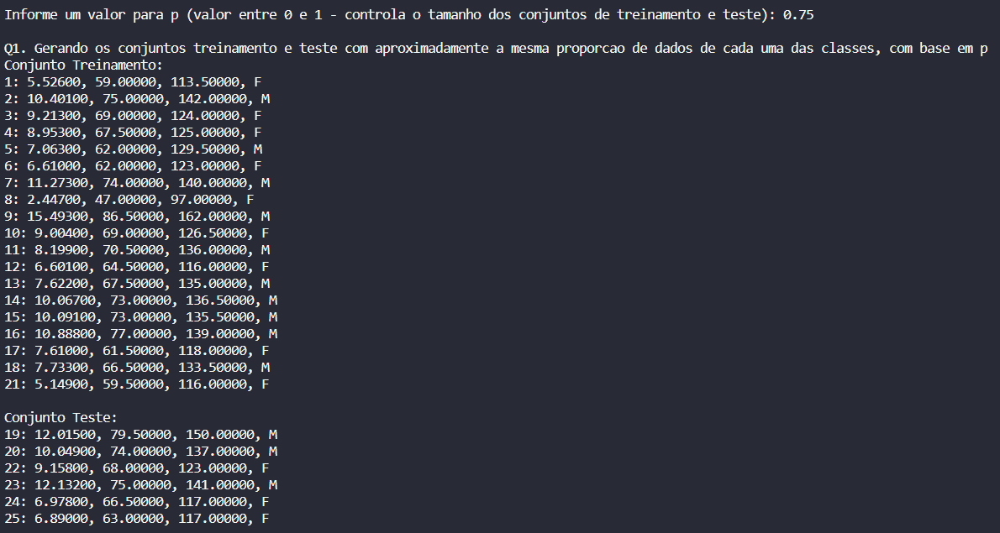 Informe um valor para p (valor entre 0 e 1 - controla o tamanho dos conjuntos de treinamento e teste): 0.75
Q1. Gerando os conjuntos treinamento e teste com aproximadamente a mesma proporcao de dados de cada uma das classes, com base em p
Conjunto Treinamento:
1: 5.52600, 59.00000, 113.50000, F
2: 10.40100, 75.00000, 142.00000, M
3: 9.21300, 69.00000, 124.00000, F
4: 8.95300, 67.50000, 125.00000, F
5: 7.06300, 62.00000, 129.50000, M
6: 6.61000, 62.00000, 123.00000, F
7: 11.27300, 74.00000, 140.00000, M
8: 2.44700, 47.00000, 97.00000, F
9: 15.49300, 86.50000, 162.00000, M
10: 9.00400, 69.00000, 126.50000, F
11: 8.19900, 70.50000, 136.00000, M
12: 6.60100, 64.50000, 116.00000, F
13: 7.62200, 67.50000, 135.00000, M
14: 10.06700, 73.00000, 136.50000, M
15: 10.09100, 73.00000, 135.50000, M
16: 10.88800, 77.00000, 139.00000, M
17: 7.61000, 61.50000, 118.00000, F
18: 7.73300, 66.50000, 133.50000, M
21: 5.14900, 59.50000, 116.00000, F
Conjunto Teste:
19: 12.01500, 79.50000, 150.00000, M
20: 10.04900, 74.00000, 137.00000, M
22: 9.15800, 68.00000, 123.00000, F
23: 12.13200, 75.00000, 141.00000, M
24: 6.97800, 66.50000, 117.00000, F
25: 6.89000, 63.00000, 117.00000, F